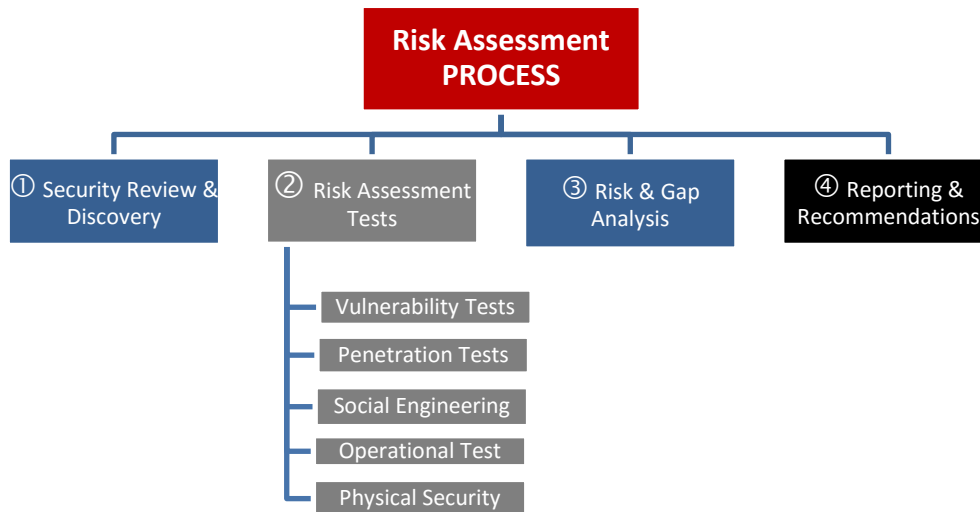 Risk Assessment
PROCESS
① Security Review &
Discovery
② Risk Assessment
Tests
③ Risk & Gap
Analysis
④ Reporting &
Recommendations
Vulnerability Tests
Penetration Tests
Social Engineering
Operational Test
Physical Security